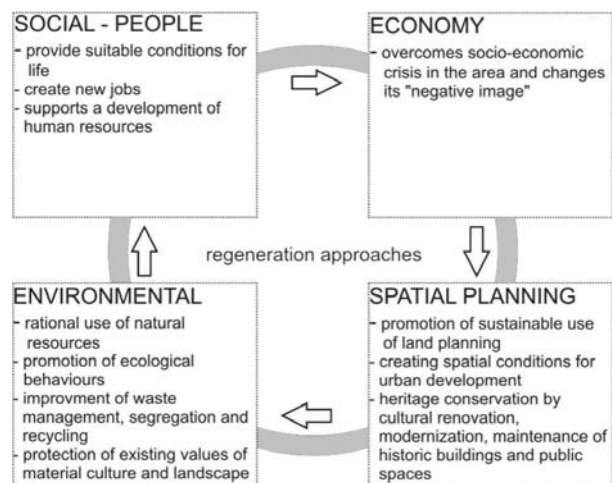 SOCIAL - PEOPLE
- provide suitable conditions for
life
- create new jobs
- supports a development of
human resources
ECONOMY
- overcomes socio-economic
crisis in the area and changes
its "negative image"
regeneration approaches
ENVIRONMENTAL
- rational use of natural
resources
- promotion of ecological
behaviours
- improvment of waste
management, segregation and
recycling
- protection of existing values of
material culture and landscape
SPATIAL PLANNING
- promotion of sustainable use
of land planning
- creating spatial conditions for
urban development
- heritage conservation by
cultural renovation,
modernization, maintenance of
historic buildings and public
spaces